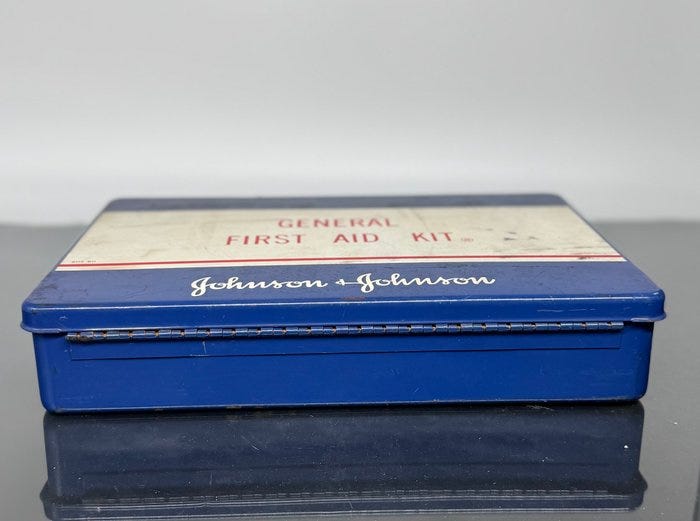 GENERAL
FIRST AID KIT®
Johnson & Johnson